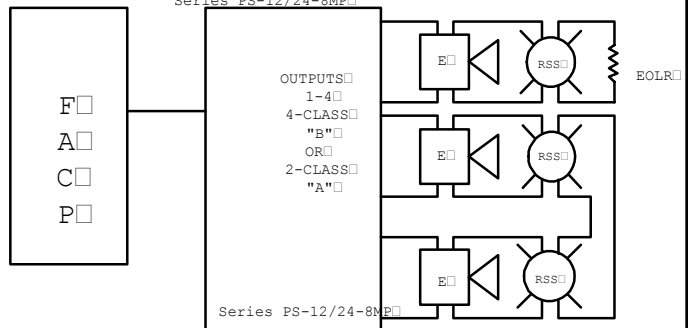 Series PS-12/24-8MP
F
A
C
P
OUTPUTS
1-4
4-CLASS
"B"
OR
2-CLASS
"A"
Series PS-12/24-8MP
E
RSS
EOLR
E
RSS
E
RSS